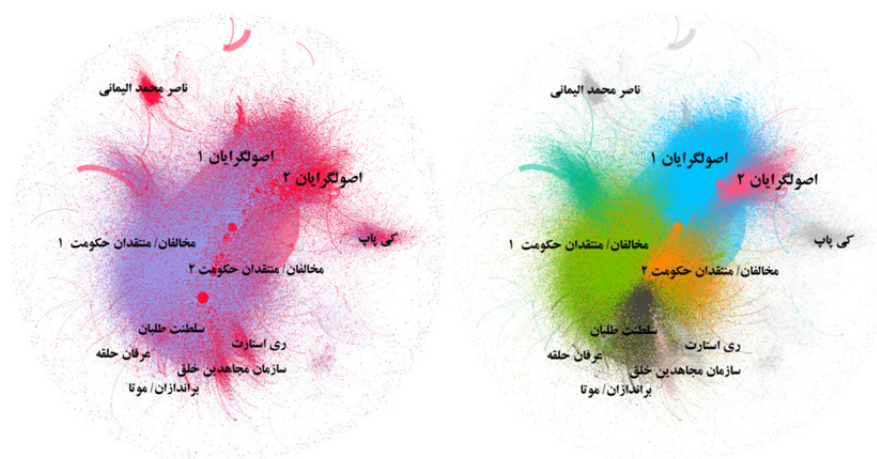 ناصر محمد الیمانی
اصولگرایان ۱
اصولگرایان ۲
کی پاپ
مخالفان/ منتقدان حکومت ۱
مخالفان/ منتقدان حکومت ۲
سلطنت طلبان
ری استارت
عرفان حلقه
سازمان مجاهدین خلق
براندازان/ موتا
ناصر محمد الیمانی
اصولگرایان ۱
اصولگرایان ۲
کی پاپ
مخالفان/ منتقدان حکومت ۱
مخالفان/ منتقدان حکومت ۲
سلطنت طلبان
ری استارت
عرفان حلقه
سازمان مجاهدین خلق
براندازان/ موتا